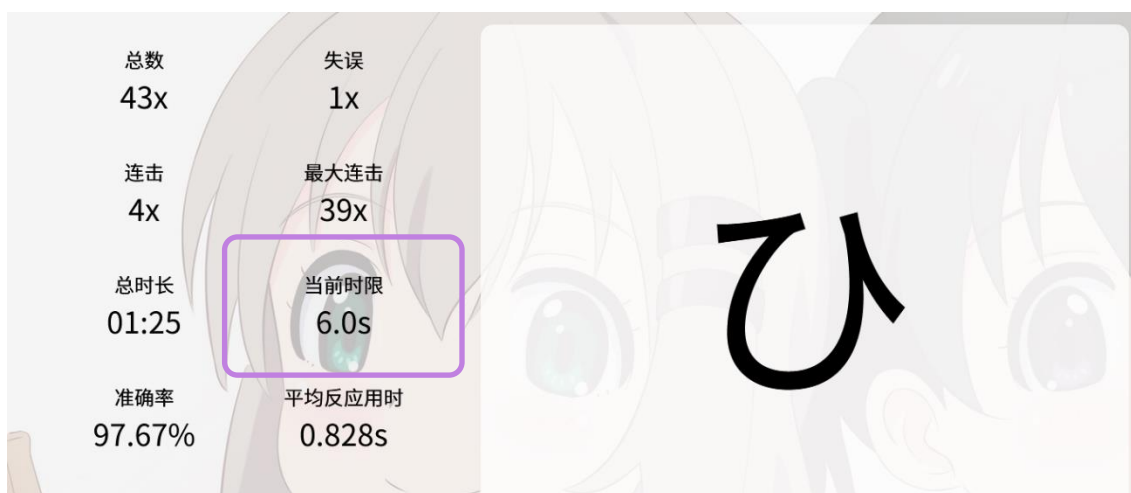 总数
43x
失误
1x
连击
4x
最大连击
39x
总时长
01:25
当前时限
6.0s
准确率
97.67%
平均反应用时
0.828s
ひ